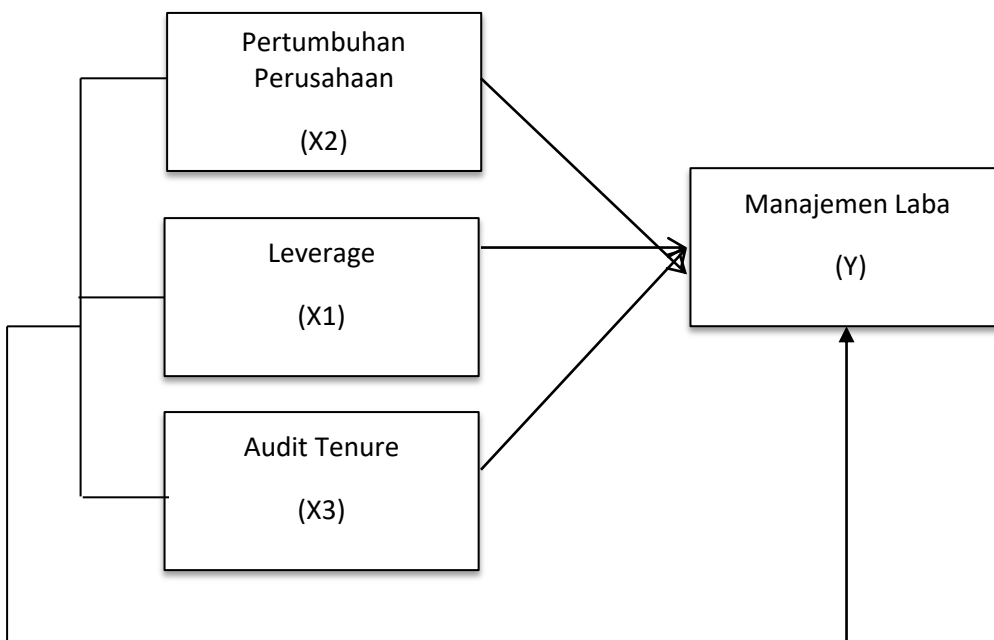 Pertumbuhan
Perusahaan
(X2)
Leverage
(X1)
Audit Tenure
(X3)
Manajemen Laba
(Y)